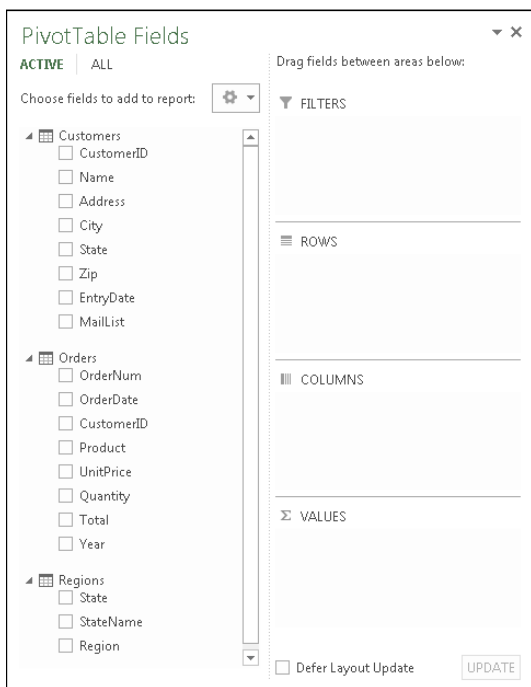 PivotTable Fields
ACTIVE ALL
Choose fields to add to report:
Customers
CustomerID
Name
Address
City
State
Zip
EntryDate
MailList
Orders
OrderNum
OrderDate
CustomerID
Product
UnitPrice
Quantity
Total
Year
Regions
State
StateName
Region
Drag fields between areas below:
FILTERS
ROWS
COLUMNS
Σ VALUES
Defer Layout Update
UPDATE